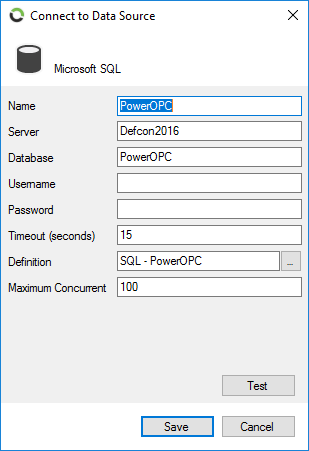 Connect to Data Source
Microsoft SQL
Name PowerOPC
Server Defcon2016
Database PowerOPC
Username
Password
Timeout (seconds) 15
Definition SQL - PowerOPC ...
Maximum Concurrent 100
Test
Save Cancel